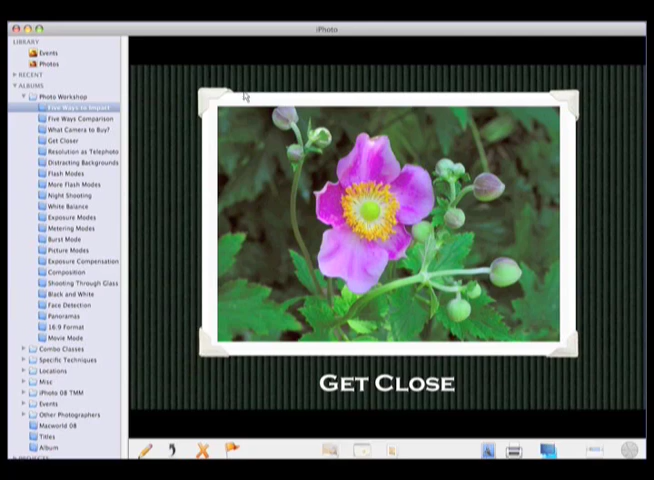 iPhoto
LIBRARY
Events
Photos
RECENT
ALBUMS
Photo Workshop
Five Ways to Impact
Five Ways Comparison
What Camera to Buy?
Get Closer
Resolution as Telephoto
Distracting Backgrounds
Flash Modes
More Flash Modes
Night Shooting
White Balance
Exposure Modes
Metering Modes
Burst Mode
Picture Modes
Exposure Compensation
Composition
Shooting Through Glass
Black and White
Face Detection
Panoramas
16:9 Format
Movie Mode
Combo Classes
Specific Techniques
Locations
Misc
iPhoto 08 TMM
Events
Other Photographers
Macworld 08
Titles
Album
PROJECTS
GET CLOSE